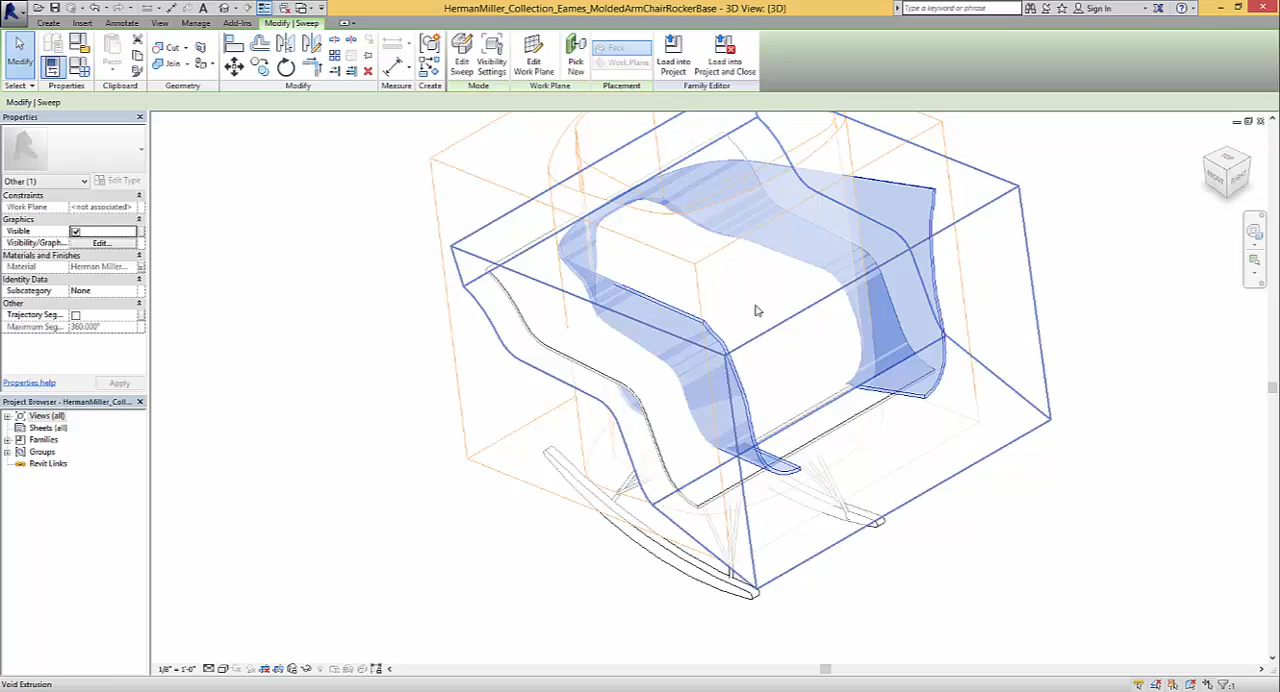 HermanMiller_Collection_Eames_MoldedArmChairRockerBase - 3D View: {3D}
Type a keyword or phrase
Sign In
Create Insert Annotate View Manage Add-Ins Modify | Sweep
Modify
Paste
Cut
Join
Edit Sweep
Visibility Settings
Edit Work Plane
Pick New
Face
Work Plane
Load into Project
Load into Project and Close
Select Properties Clipboard Geometry Modify Measure Create Mode Work Plane Placement Family Editor
Modify | Sweep
Properties
Other (1)
Edit Type
Constraints
Work Plane <not associated>
Graphics
Visible
Visibility/Graph... Edit...
Materials and Finishes
Material Herman Miller...
Identity Data
Subcategory None
Other
Trajectory Seg...
Maximum Seg... 360.000°
Properties help
Apply
Project Browser - HermanMiller_Coll...
Views (all)
Sheets (all)
Families
Groups
Revit Links
TOP
FRONT
RIGHT
1/8" = 1'-0"
Void Extrusion
:1